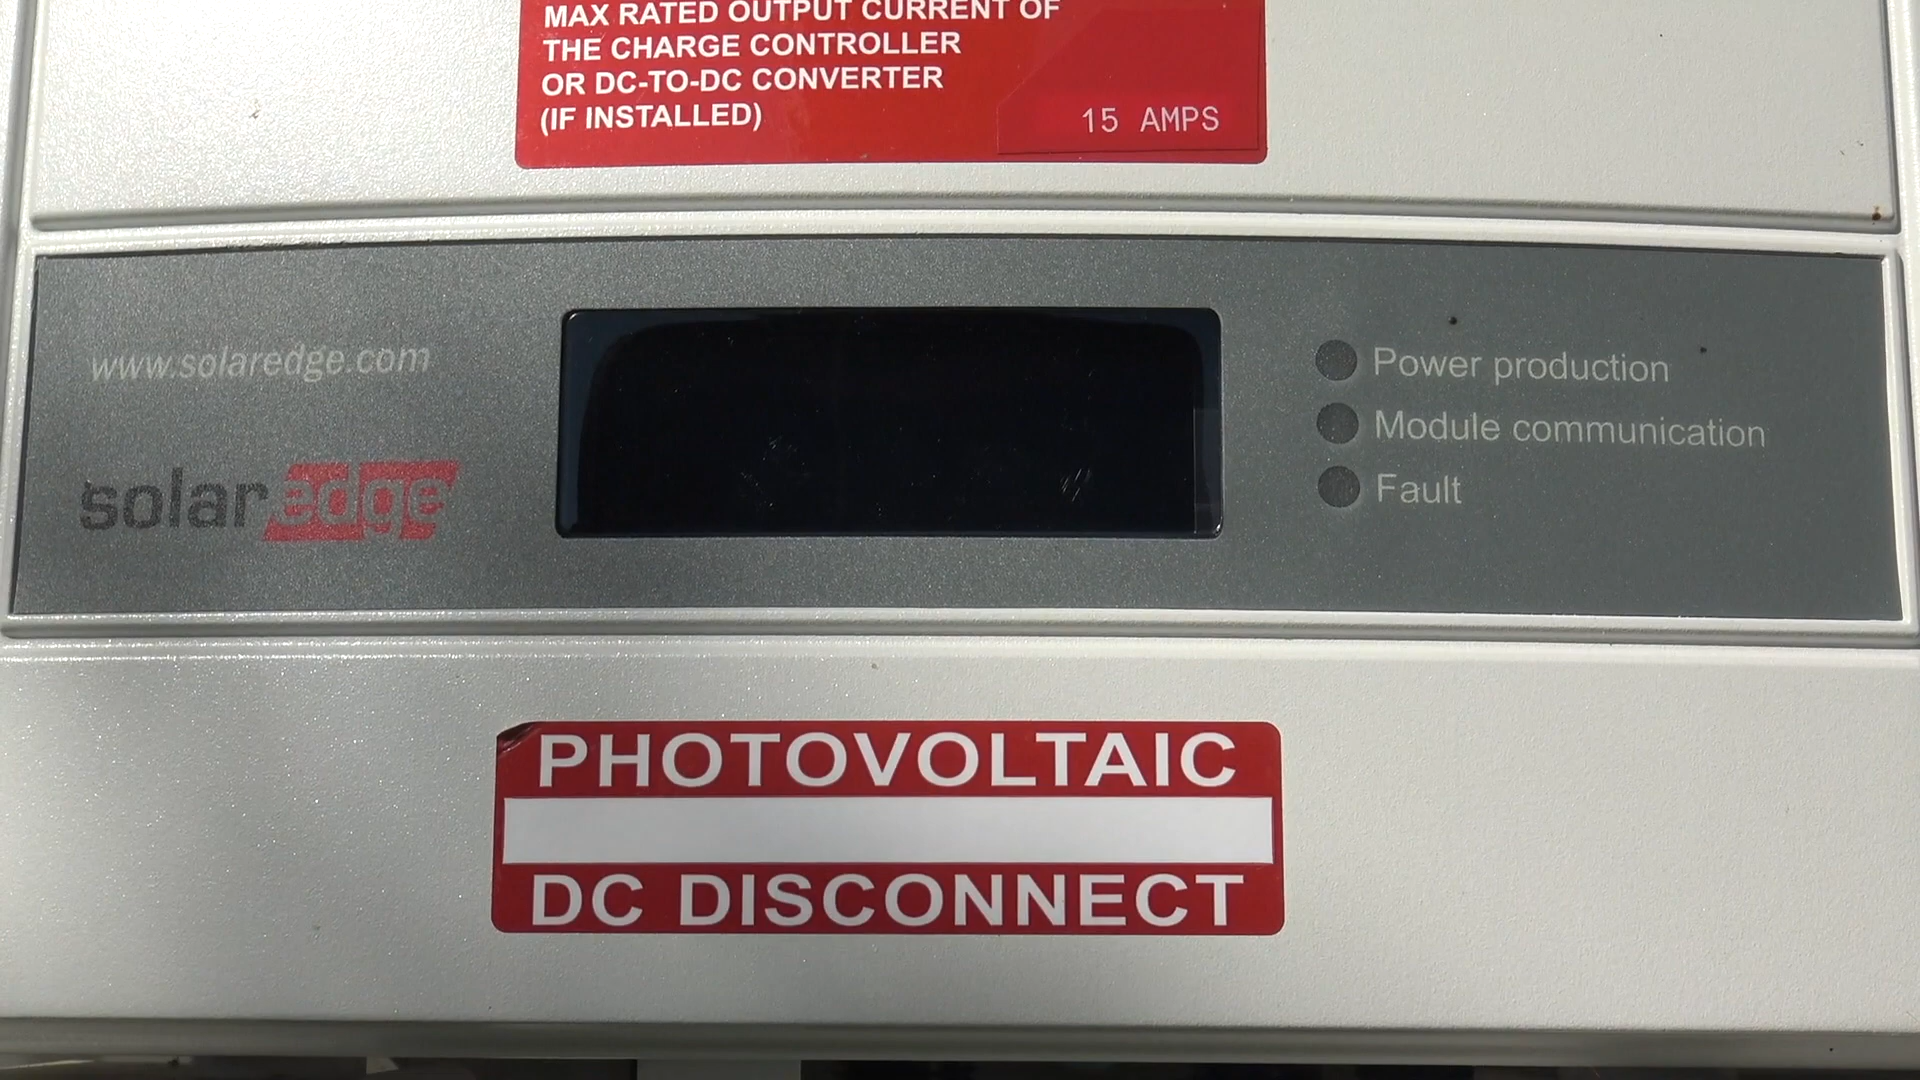 MAX RATED OUTPUT CURRENT OF
THE CHARGE CONTROLLER
OR DC-TO-DC CONVERTER
(IF INSTALLED)
15 AMPS
www.solaredge.com
solaredge
Power production
Module communication
Fault
PHOTOVOLTAIC
DC DISCONNECT